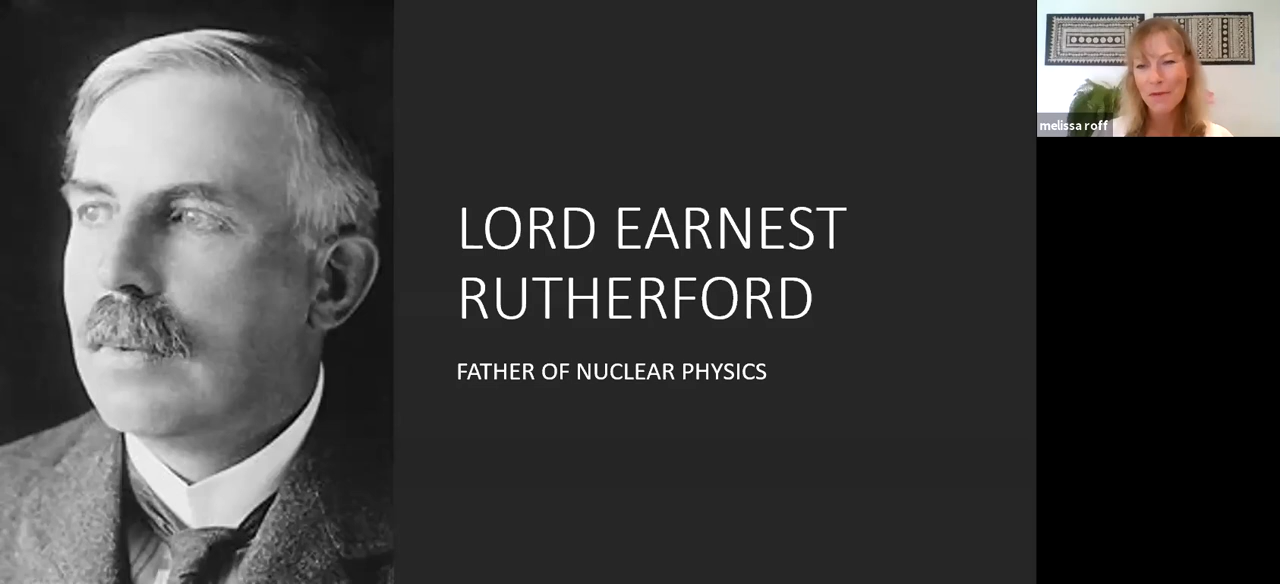 LORD EARNEST
RUTHERFORD
FATHER OF NUCLEAR PHYSICS
melissa roff